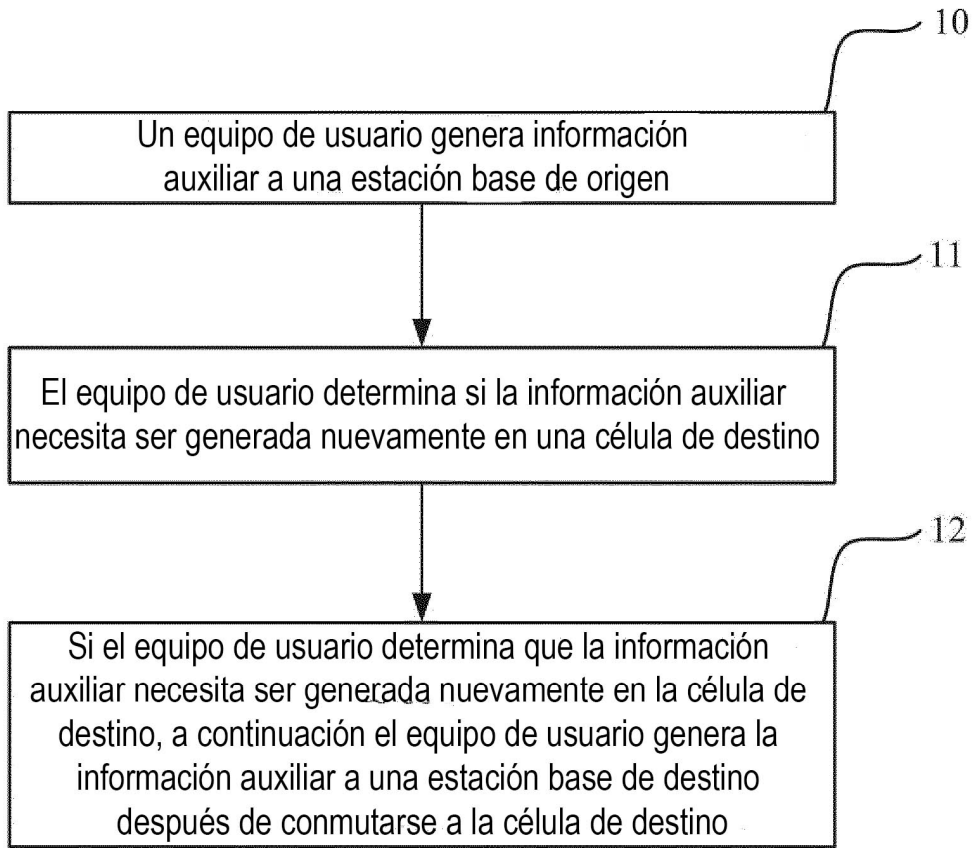 10
Un equipo de usuario genera información
auxiliar a una estación base de origen
11
El equipo de usuario determina si la información auxiliar
necesita ser generada nuevamente en una célula de destino
12
Si el equipo de usuario determina que la información
auxiliar necesita ser generada nuevamente en la célula de
destino, a continuación el equipo de usuario genera la
información auxiliar a una estación base de destino
después de conmutarse a la célula de destino